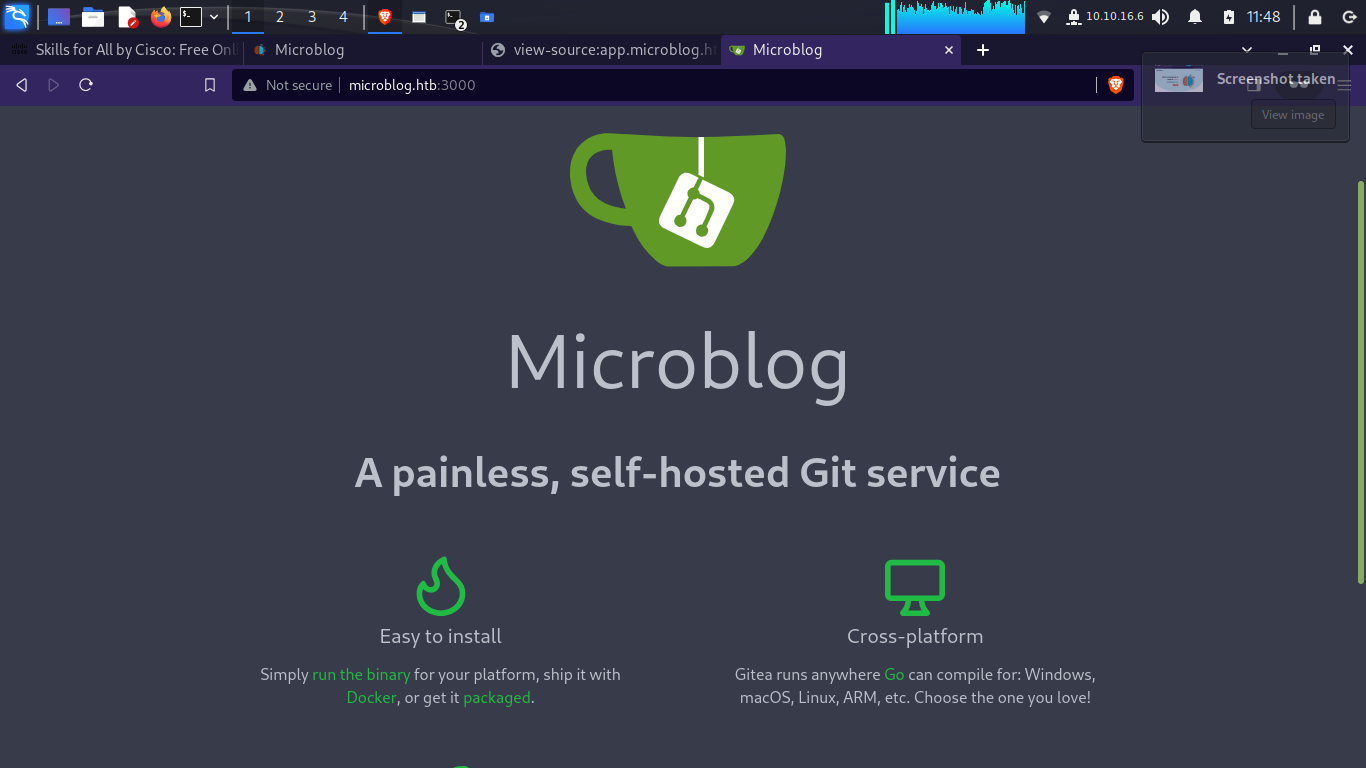 1 2 3 4 2 10.10.16.6 11:48
Skills for All by Cisco: Free Onl Microblog view-source:app.microblog.ht Microblog
Not secure microblog.htb:3000
Screenshot taken
View image
Microblog
A painless, self-hosted Git service
Easy to install Cross-platform
Simply run the binary for your platform, ship it with Gitea runs anywhere Go can compile for: Windows,
Docker, or get it packaged. macOS, Linux, ARM, etc. Choose the one you love!